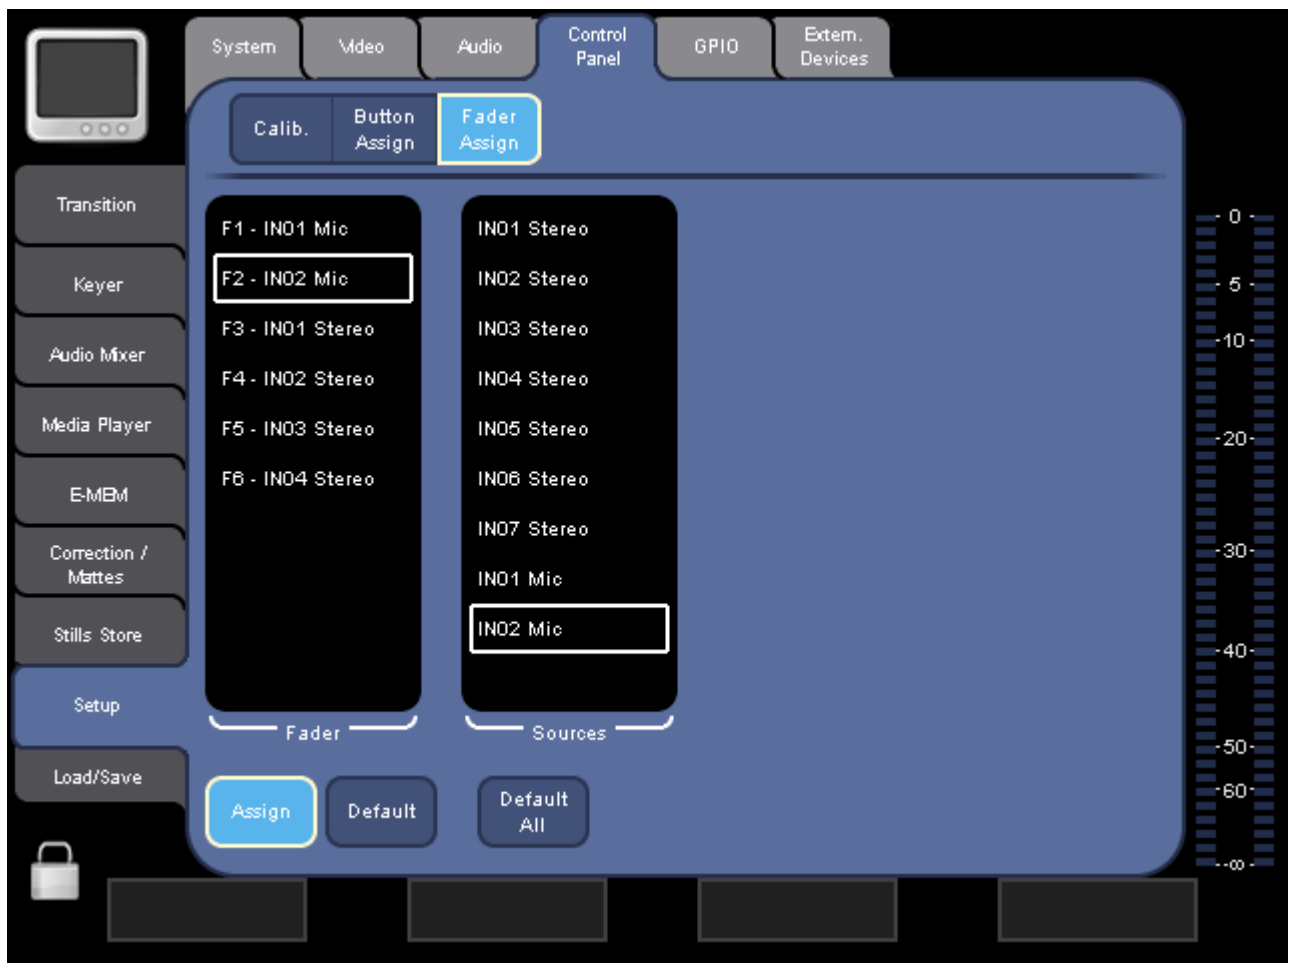 System
Video
Audio
Control
Panel
GPIO
Extern.
Devices
Calib.
Button
Assign
Fader
Assign
Transition
Keyer
Audio Mixer
Media Player
E-MEM
Correction /
Mattes
Stills Store
Setup
Load/Save
F1 - IN01 Mic
F2 - IN02 Mic
F3 - IN01 Stereo
F4 - IN02 Stereo
F5 - IN03 Stereo
F6 - IN04 Stereo
Fader
IN01 Stereo
IN02 Stereo
IN03 Stereo
IN04 Stereo
IN05 Stereo
IN06 Stereo
IN07 Stereo
IN01 Mic
IN02 Mic
Sources
Assign
Default
Default
All
- 0 -
- 5 -
-10-
-20-
-30-
-40-
-50-
-60-
--∞-